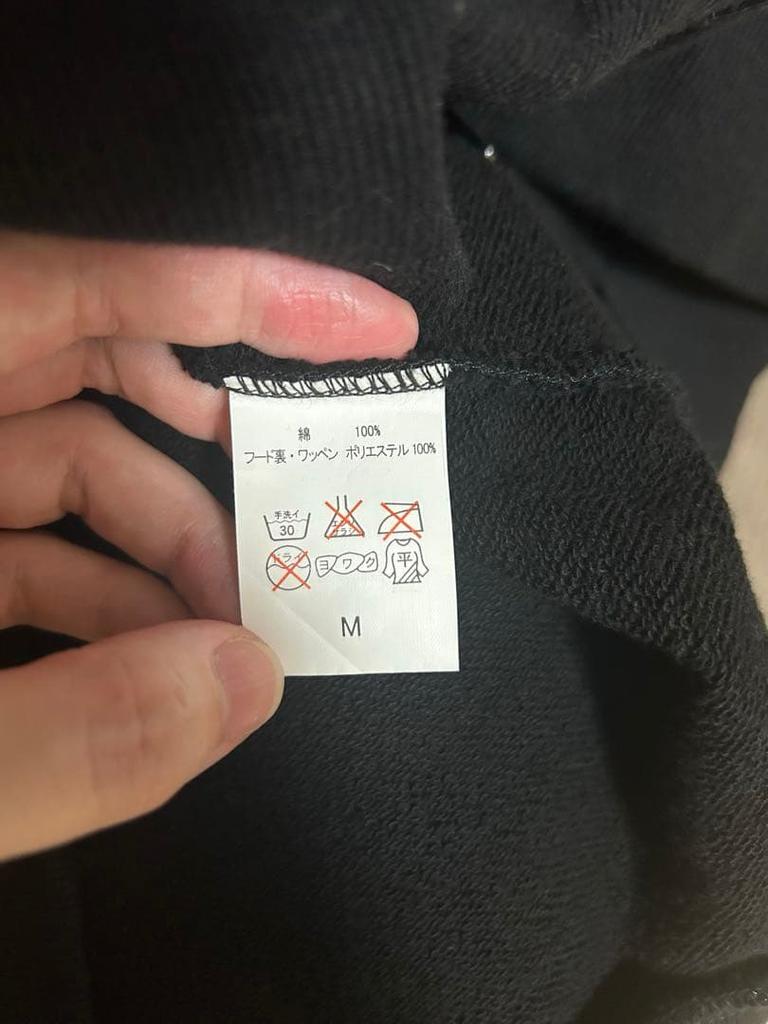 綿 100%
フード裏・ワッペン ポリエステル 100%
手洗イ
30
エンソ
サラシ
ドライ
ヨワク
平
M